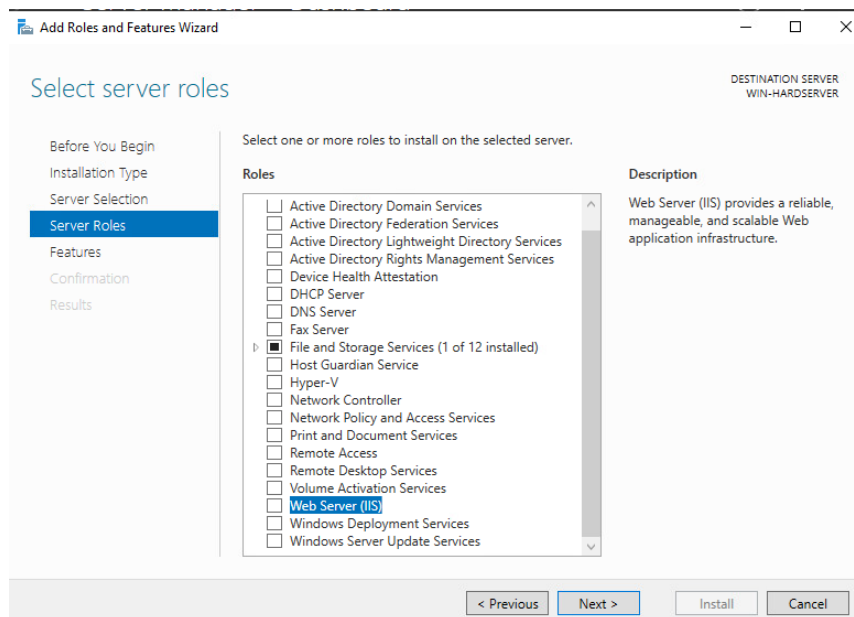 Add Roles and Features Wizard
Select server roles
DESTINATION SERVER
WIN-HARDSERVER
Before You Begin
Installation Type
Server Selection
Server Roles
Features
Confirmation
Results
Select one or more roles to install on the selected server.
Roles
Active Directory Domain Services
Active Directory Federation Services
Active Directory Lightweight Directory Services
Active Directory Rights Management Services
Device Health Attestation
DHCP Server
DNS Server
Fax Server
File and Storage Services (1 of 12 installed)
Host Guardian Service
Hyper-V
Network Controller
Network Policy and Access Services
Print and Document Services
Remote Access
Remote Desktop Services
Volume Activation Services
Web Server (IIS)
Windows Deployment Services
Windows Server Update Services
Description
Web Server (IIS) provides a reliable,
manageable, and scalable Web
application infrastructure.
< Previous
Next >
Install
Cancel